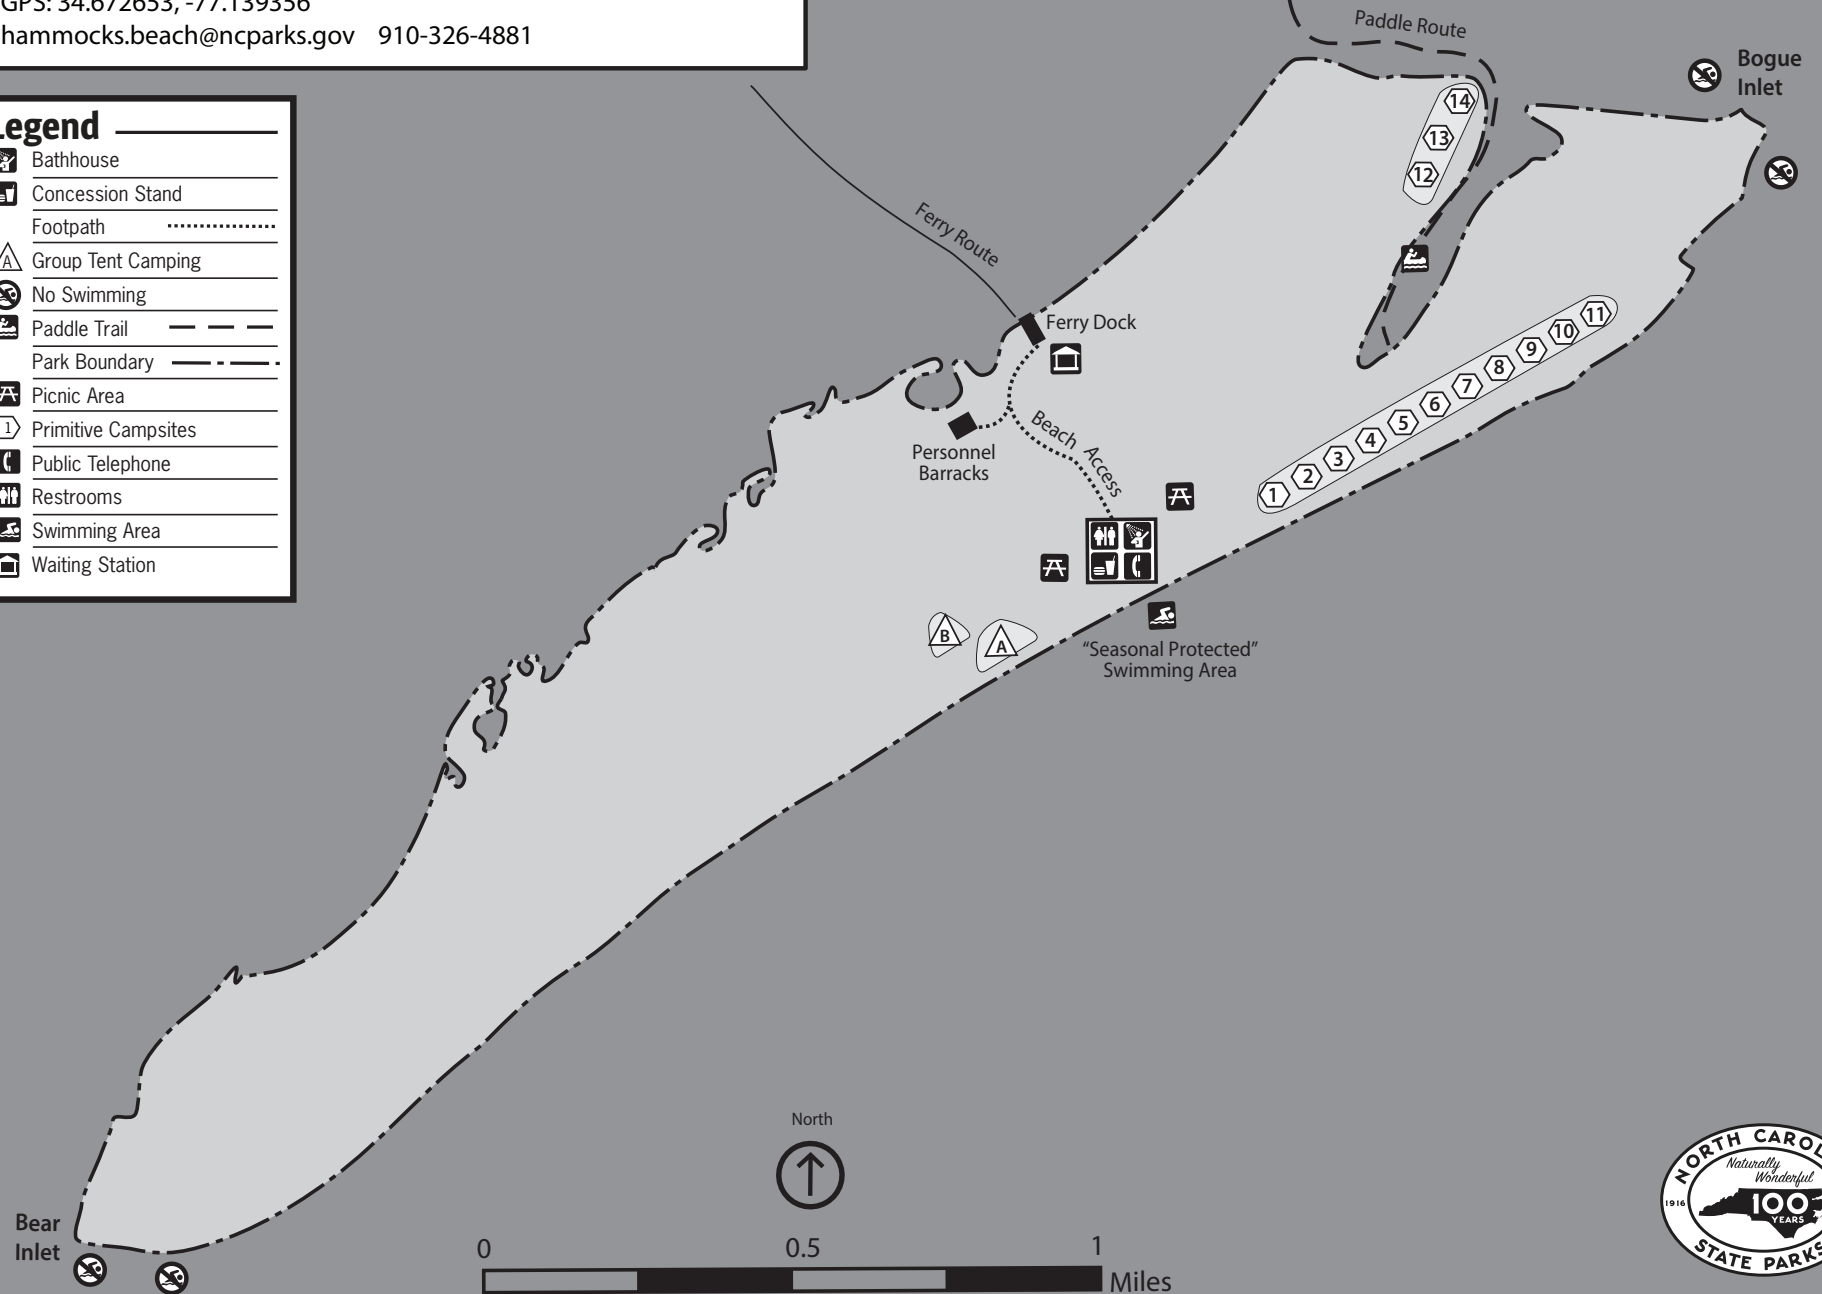 GPS: 34.672653, -77.139356
hammocks.beach@ncparks.gov 910-326-4881
Legend
Bathhouse
Concession Stand
Footpath
A Group Tent Camping
No Swimming
Paddle Trail
Park Boundary
Picnic Area
1 Primitive Campsites
Public Telephone
Restrooms
Swimming Area
Waiting Station
Paddle Route
Bogue
Inlet
14
13
12
Ferry Route
Ferry Dock
11
10
9
8
7
6
5
4
3
2
1
Beach Access
Personnel
Barracks
B
A
"Seasonal Protected"
Swimming Area
North
Bear
Inlet
0 0.5 1
Miles
NORTH CAROL
Naturally
Wonderful
1916
100
YEARS
STATE PARKS